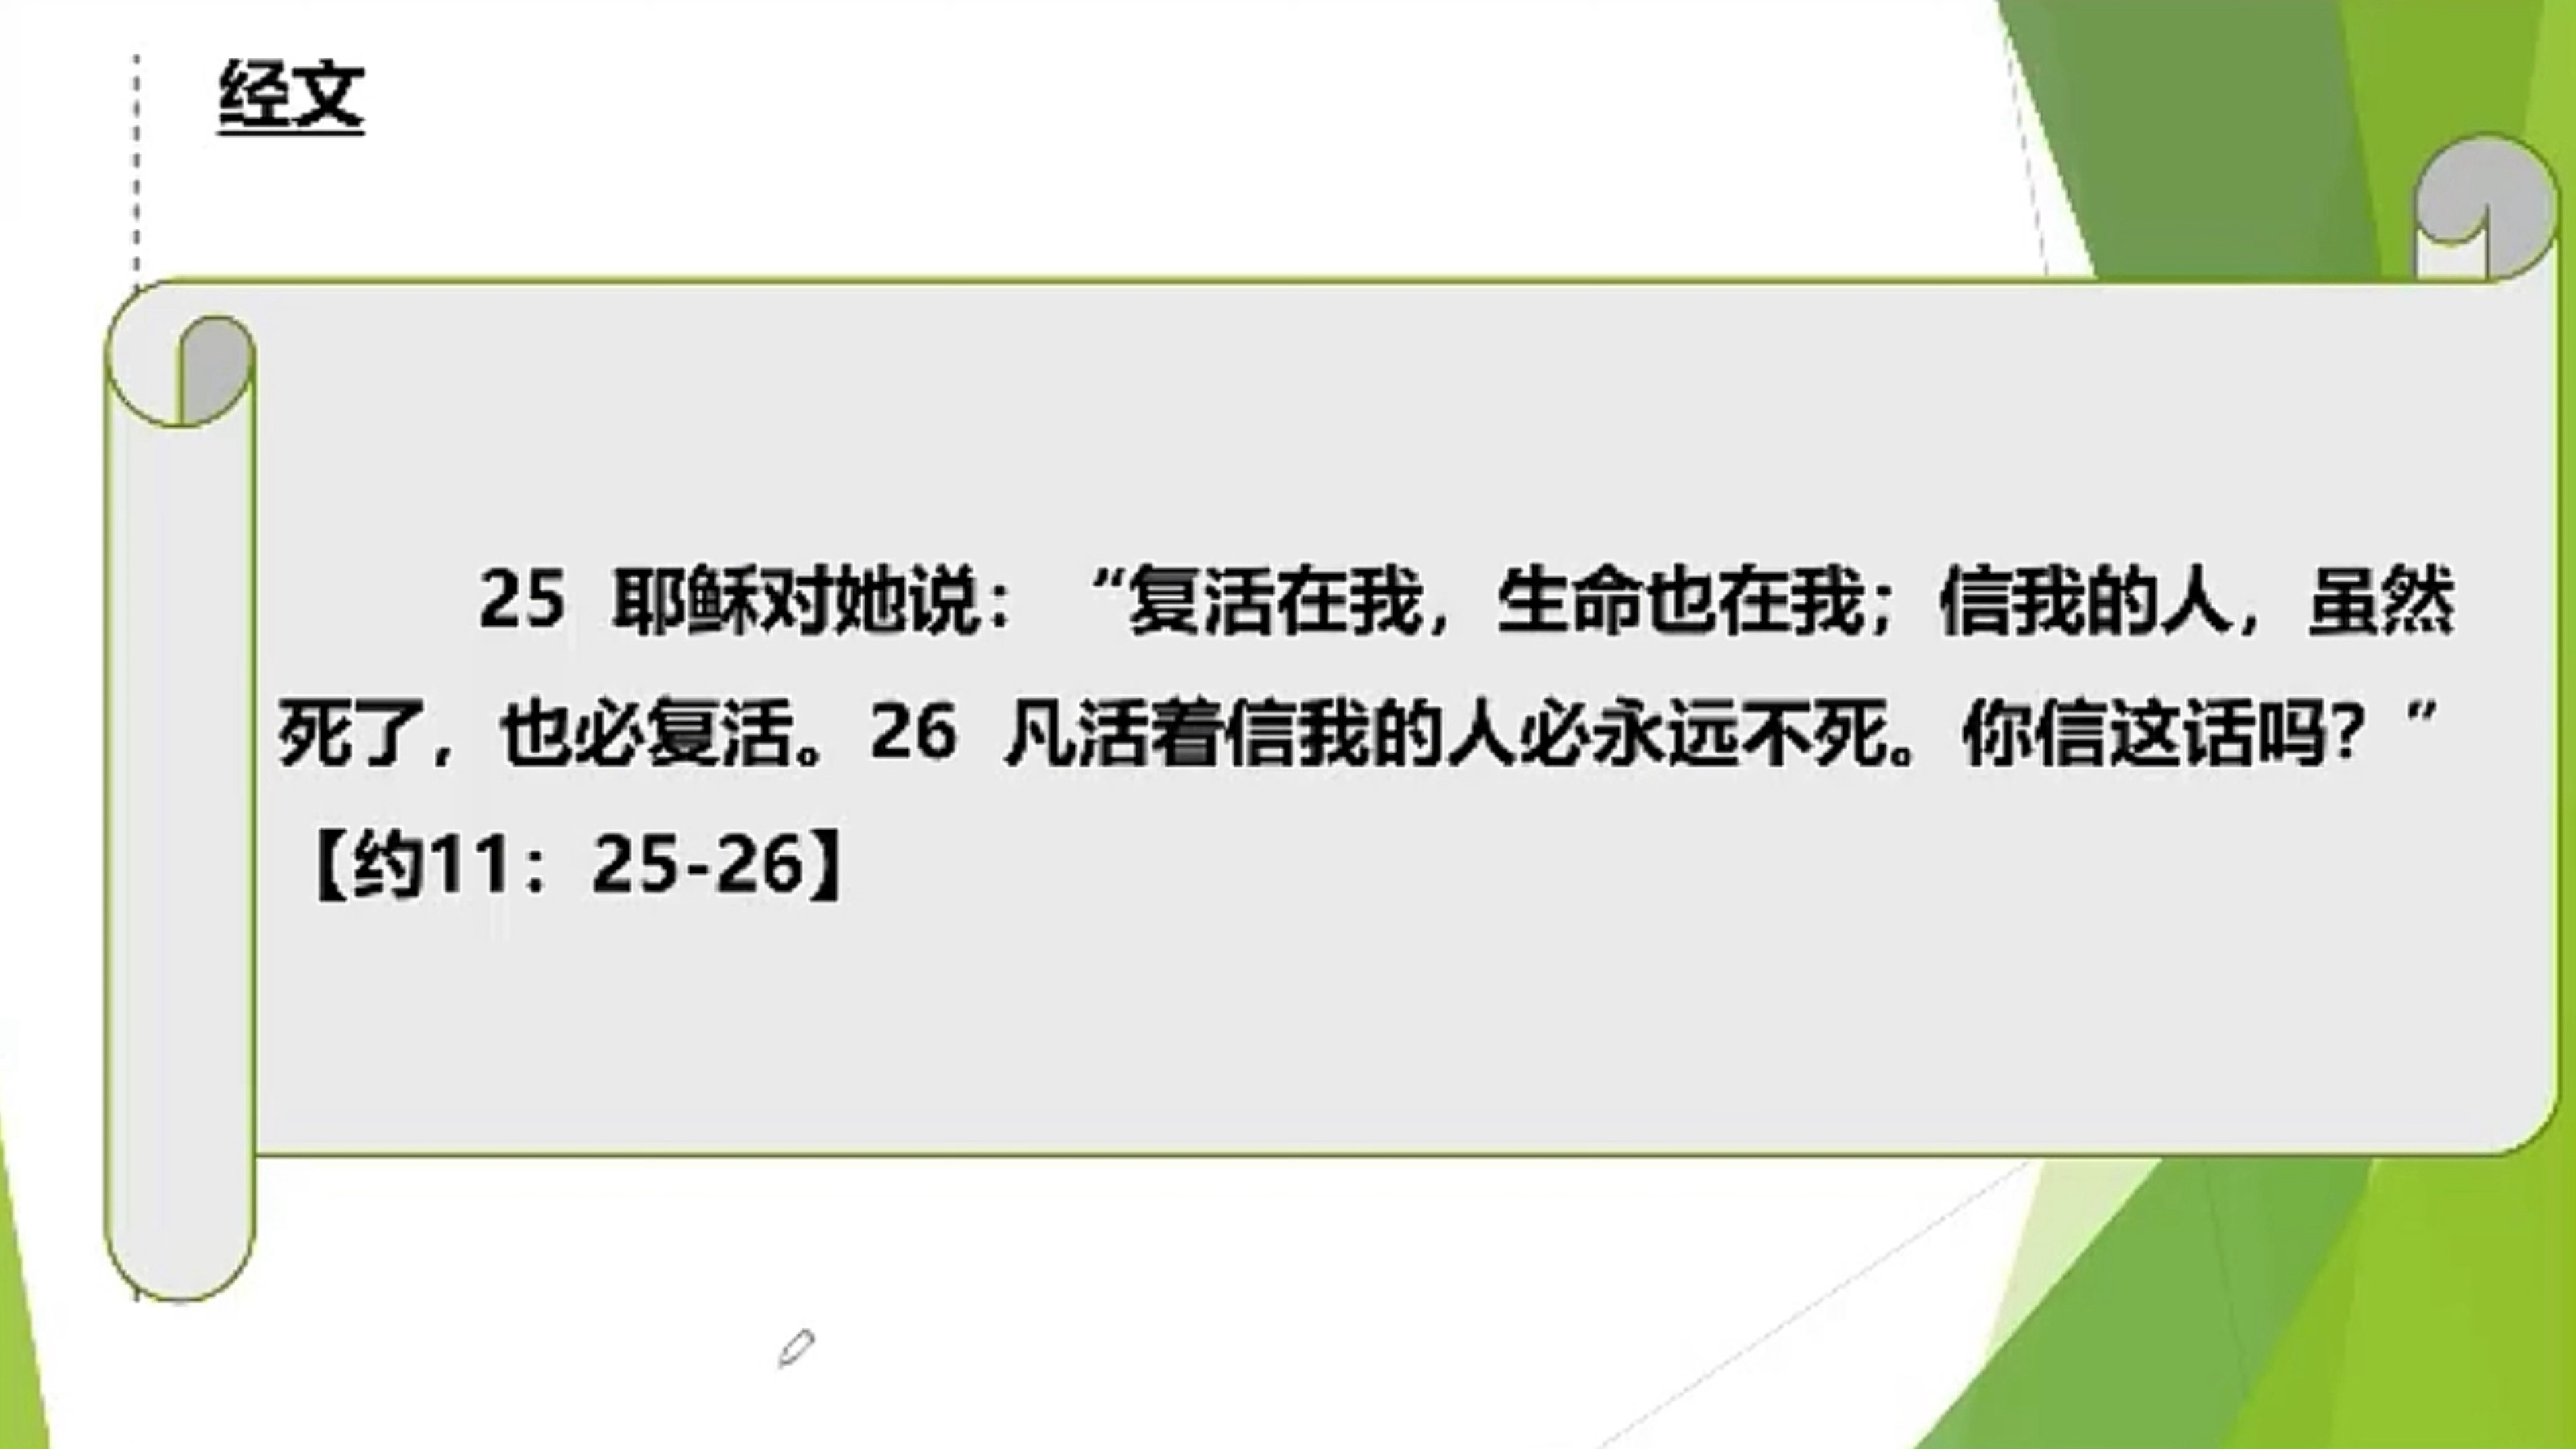 经文
25 耶稣对她说：“复活在我，生命也在我；信我的人，虽然
死了，也必复活。26 凡活着信我的人必永远不死。你信这话吗？”
【约11：25-26】